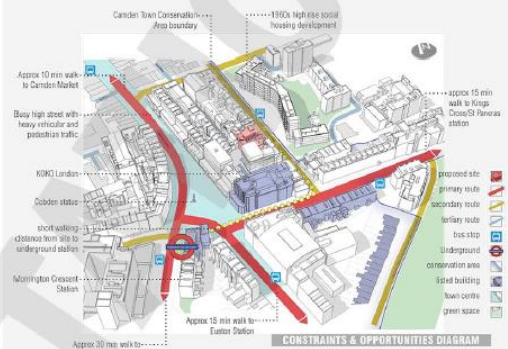 Camden Town Conservation
Area boundary
1960s high rise social
housing development
Approx 10 min walk
to Camden Market
Busy high street with
heavy vehicular and
pedestrian traffic
KOKO London
Cobden statue
short walking
distance from site to
underground station
Mornington Crescent
Station
Approx 30 min walk to
Approx 15 min walk to
Euston Station
approx 15 min
walk to Kings
Cross/St Pancras
station
proposed site
primary route
secondary route
tertiary route
bus stop
Underground
conservation area
listed building
town centre
green space
CONSTRAINTS & OPPORTUNITIES DIAGRAM